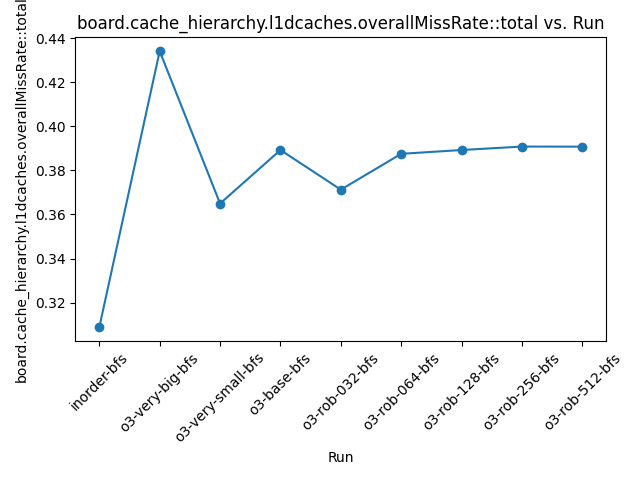 board.cache_hierarchy.l1dcaches.overallMissRate::total vs. Run
board.cache_hierarchy.l1dcaches.overallMissRate::total
0.44
0.42
0.40
0.38
0.36
0.34
0.32
inorder-bfs
o3-very-big-bfs
o3-very-small-bfs
o3-base-bfs
o3-rob-032-bfs
o3-rob-064-bfs
o3-rob-128-bfs
o3-rob-256-bfs
o3-rob-512-bfs
Run